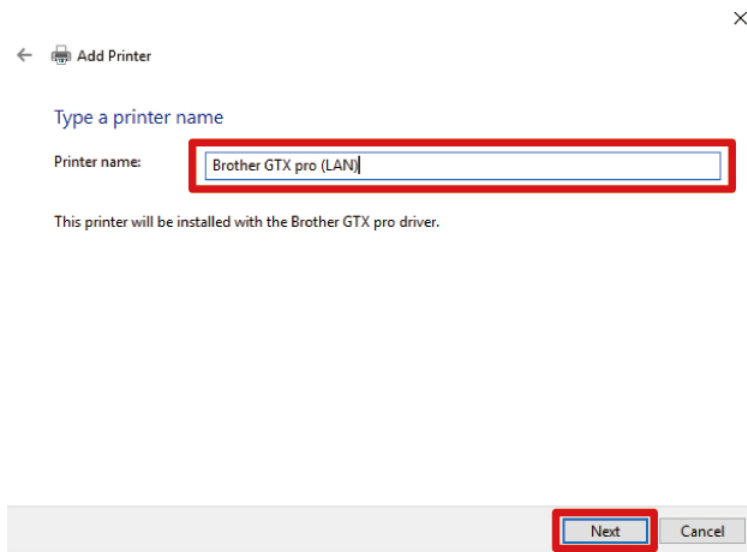 Add Printer
Type a printer name
Printer name:
Brother GTX pro (LAN)
This printer will be installed with the Brother GTX pro driver.
Next
Cancel